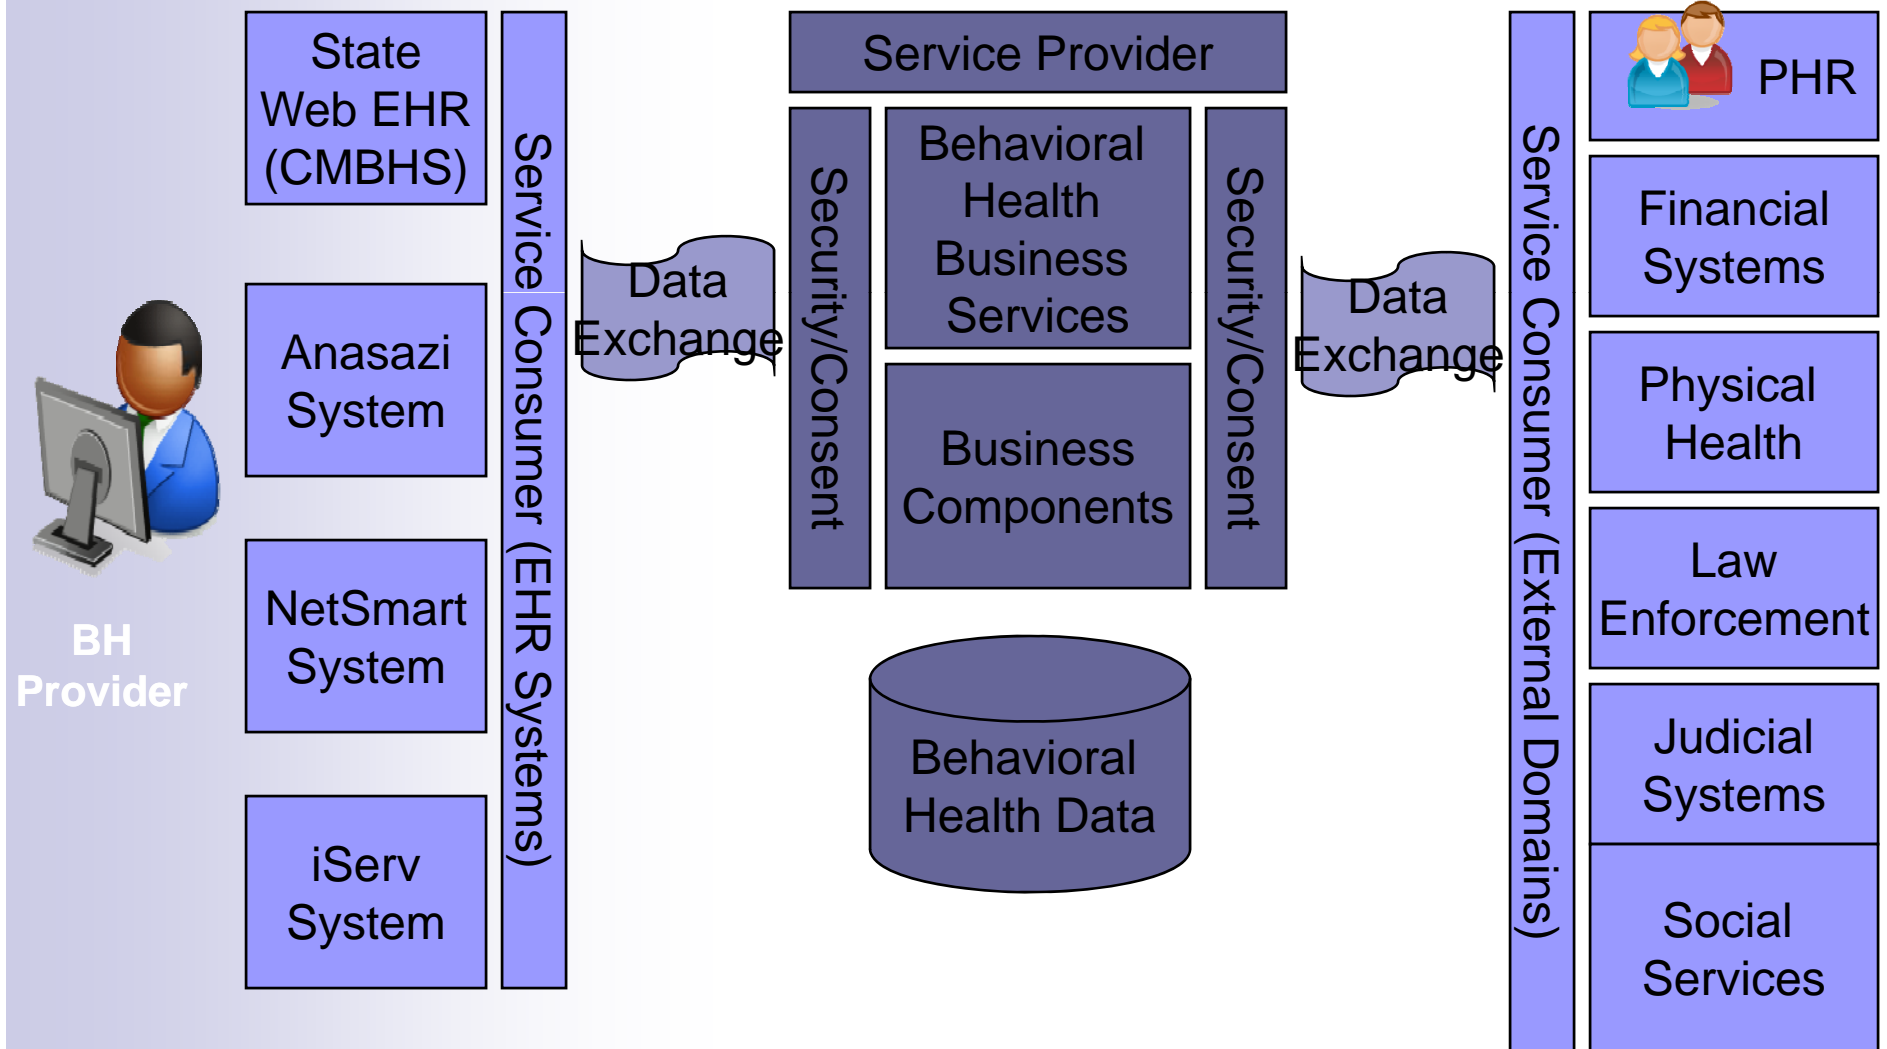 BH
Provider
State
Web EHR
(CMBHS)
Anasazi
System
NetSmart
System
iServ
System
Service Consumer (EHR Systems)
Data
Exchange
Service Provider
Security/Consent
Behavioral
Health
Business
Services
Business
Components
Security/Consent
Behavioral
Health Data
Data
Exchange
Service Consumer (External Domains)
PHR
Financial
Systems
Physical
Health
Law
Enforcement
Judicial
Systems
Social
Services